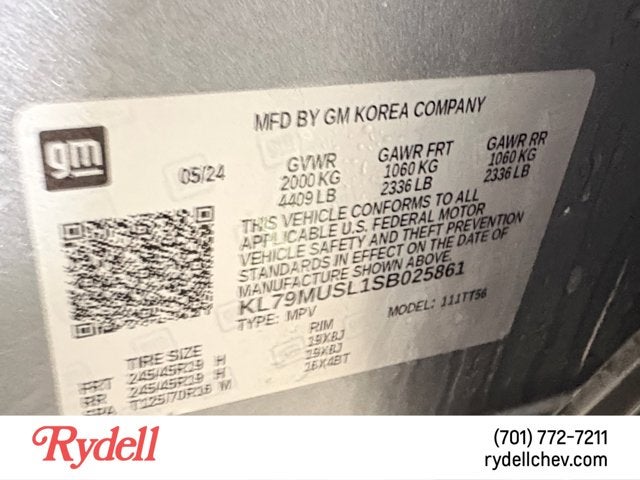 MFD BY GM KOREA COMPANY
gm
05/24
GVWR
2000 KG
4409 LB
GAWR FRT
1060 KG
2336 LB
GAWR RR
1060 KG
2336 LB
THIS VEHICLE CONFORMS TO ALL
APPLICABLE U.S. FEDERAL MOTOR
VEHICLE SAFETY AND THEFT PREVENTION
STANDARDS IN EFFECT ON THE DATE OF
MANUFACTURE SHOWN ABOVE.
KL79MUSL1SB025861
TYPE: MPV MODEL: 111TT56
TIRE SIZE RIM
FRT 245/45R19 H 19X8J
RR 245/45R19 H 19X8J
SPA T125/70R16 M 16X4BT
Rydell
(701) 772-7211
rydellchev.com